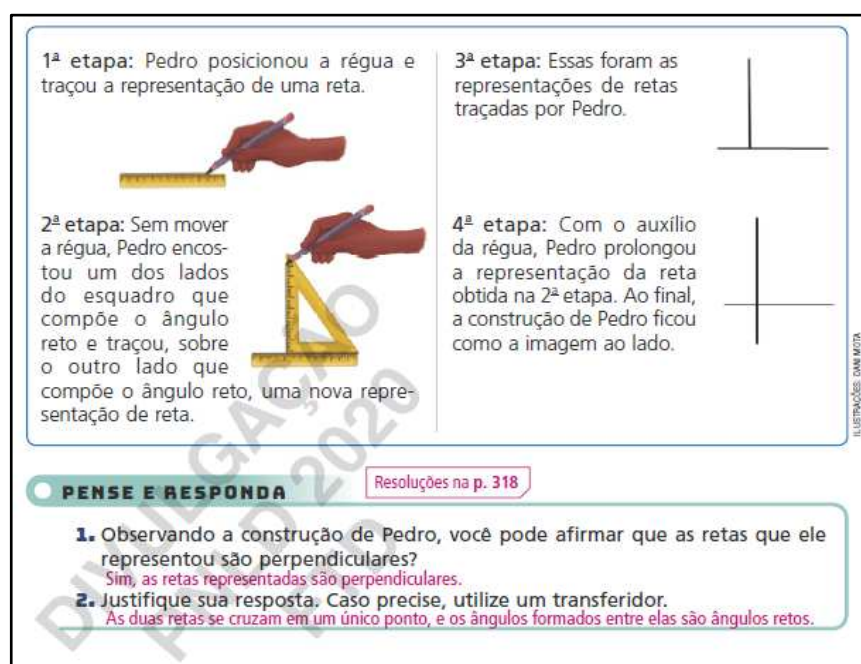 1ª etapa: Pedro posicionou a régua e
traçou a representação de uma reta.
2ª etapa: Sem mover
a régua, Pedro encos-
tou um dos lados
do esquadro que
compõe o ângulo
reto e traçou, sobre
o outro lado que
compõe o ângulo reto, uma nova repre-
sentação de reta.
3ª etapa: Essas foram as
representações de retas
traçadas por Pedro.
4ª etapa: Com o auxílio
da régua, Pedro prolongou
a representação da reta
obtida na 2ª etapa. Ao final,
a construção de Pedro ficou
como a imagem ao lado.
ILUSTRAÇÕES: DANI MOTA
PENSE E RESPONDA
Resoluções na p. 318
1. Observando a construção de Pedro, você pode afirmar que as retas que ele
representou são perpendiculares?
Sim, as retas representadas são perpendiculares.
2. Justifique sua resposta. Caso precise, utilize um transferidor.
As duas retas se cruzam em um único ponto, e os ângulos formados entre elas são ângulos retos.
DIVULGAÇÃO
PNLD 2020
FTD